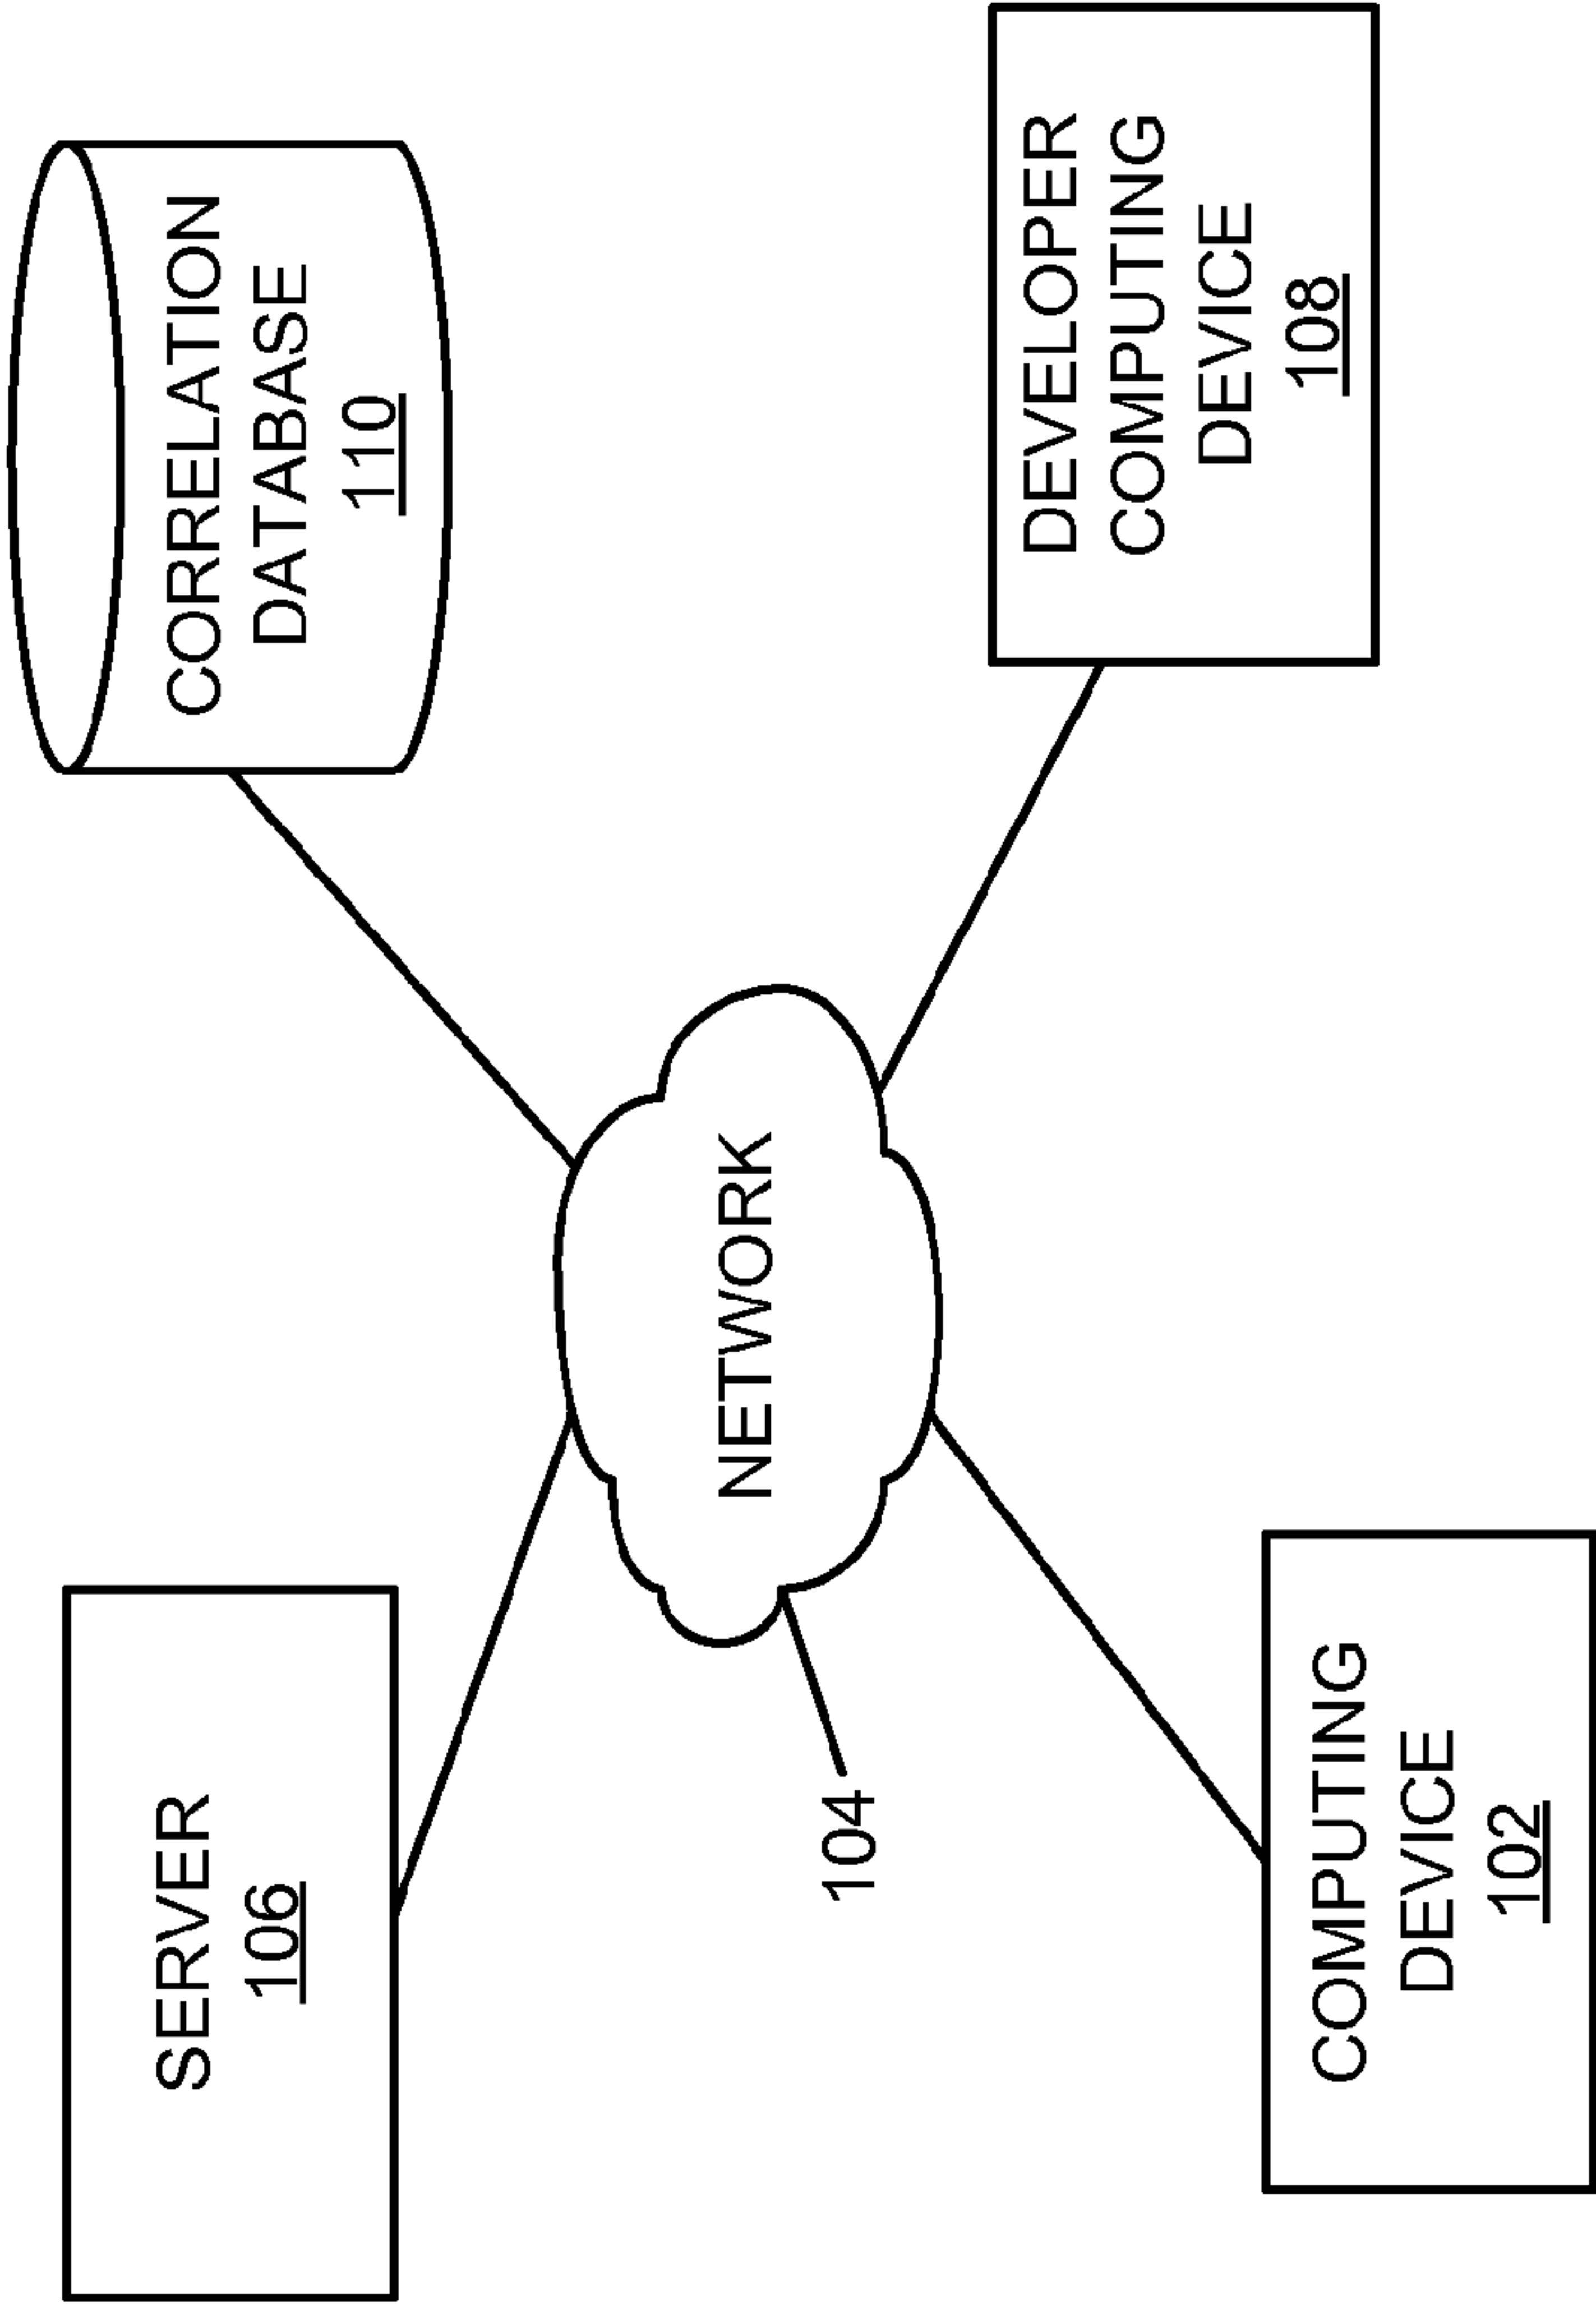 SERVER
106
CORRELATION
DATABASE
110
NETWORK
104
COMPUTING
DEVICE
102
DEVELOPER
COMPUTING
DEVICE
108